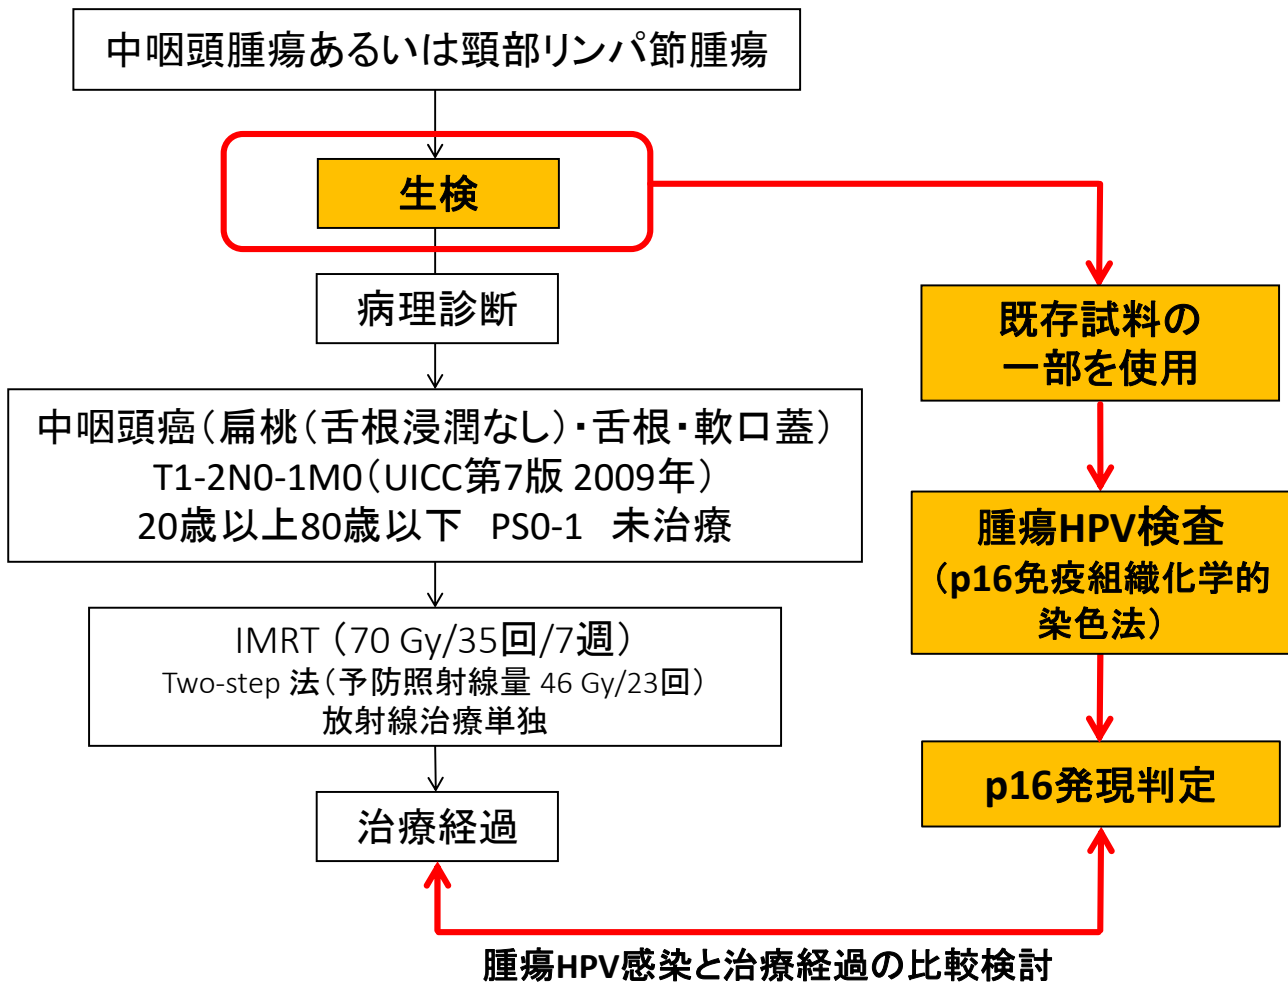 中咽頭腫瘍あるいは頸部リンパ節腫瘍
生検
病理診断
中咽頭癌（扁桃（舌根浸潤なし）・舌根・軟口蓋）
T1-2N0-1M0（UICC第7版 2009年）
20歳以上80歳以下　PS0-1　未治療
IMRT （70 Gy/35回/7週）
Two-step 法（予防照射線量 46 Gy/23回）
放射線治療単独
治療経過
既存試料の
一部を使用
腫瘍HPV検査
（p16免疫組織化学的
染色法）
p16発現判定
腫瘍HPV感染と治療経過の比較検討